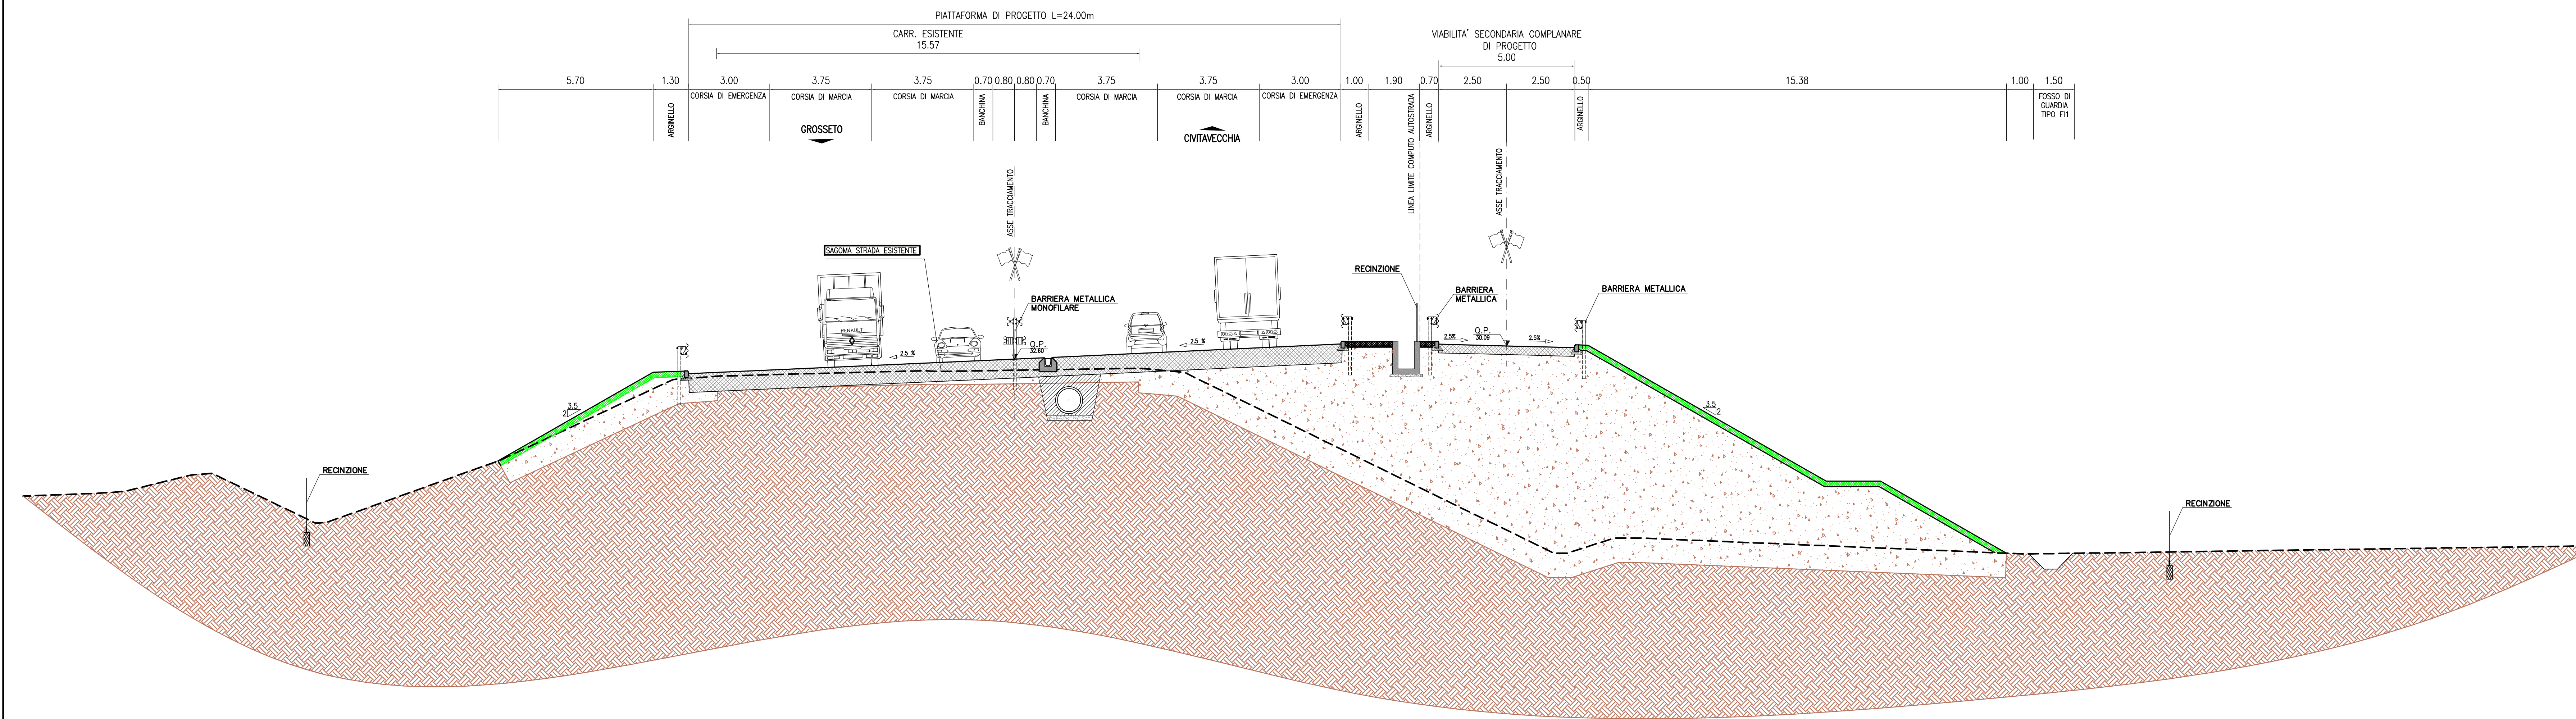 PIATTAFORMA DI PROGETTO L=24.00m
CARR. ESISTENTE
15.57
VIABILITA' SECONDARIA COMPLANARE
DI PROGETTO
5.00
5.70 1.30 3.00 3.75 3.75 0.70 0.80 0.80 0.70 3.75 3.75 3.00 1.00 1.90 0.70 2.50 2.50 0.50 15.38 1.00 1.50
ARGINELLO
CORSIA DI EMERGENZA
CORSIA DI MARCIA
CORSIA DI MARCIA
BANCHINA
BANCHINA
CORSIA DI MARCIA
CORSIA DI MARCIA
CORSIA DI EMERGENZA
ARGINELLO
LINEA LIMITE COMPUTO AUTOSTRADA
ARGINELLO
ARGINELLO
FOSSO DI
GUARDIA
TIPO FI1
GROSSETO
CIVITAVECCHIA
ASSE TRACCIAMENTO
ASSE TRACCIAMENTO
SAGOMA STRADA ESISTENTE
RECINZIONE
BARRIERA METALLICA
MONOFILARE
BARRIERA
METALLICA
BARRIERA METALLICA
RENAULT
Q.P.
32.60
2.5 %
2.5 %
2.5%
Q.P.
30.09
2.5%
3.5
2
3.5
2
RECINZIONE
RECINZIONE